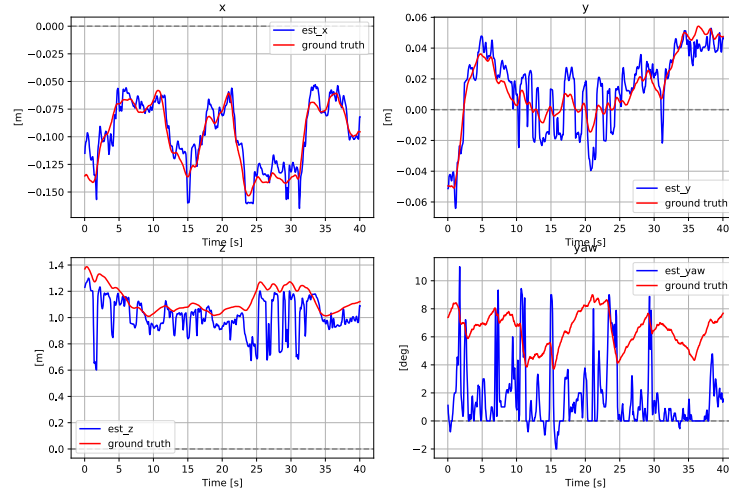 x
0.000
−0.025
−0.050
−0.075
−0.100
−0.125
−0.150
[m]
est_x
ground truth
0 5 10 15 20 25 30 35 40
Time [s]
y
0.06
0.04
0.02
0.00
−0.02
−0.04
−0.06
[m]
est_y
ground truth
0 5 10 15 20 25 30 35 40
Time [s]
z
1.4
1.2
1.0
0.8
0.6
0.4
0.2
0.0
[m]
est_z
ground truth
0 5 10 15 20 25 30 35 40
Time [s]
yaw
10
8
6
4
2
0
−2
[deg]
est_yaw
ground truth
0 5 10 15 20 25 30 35 40
Time [s]